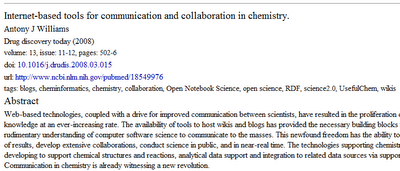 Internet-based tools for communication and collaboration in chemistry.
Antony J Williams
Drug discovery today (2008)
volume: 13, issue: 11-12, pages: 502-6
doi: 10.1016/j.drudis.2008.03.015
url: http://www.ncbi.nlm.nih.gov/pubmed/18549976
tags: blogs, cheminformatics, chemistry, collaboration, Open Notebook Science, open science, RDF, science2.0, UsefulChem, wikis
Abstract
Web-based technologies, coupled with a drive for improved communication between scientists, have resulted in the proliferation
knowledge at an ever-increasing rate. The availability of tools to host wikis and blogs has provided the necessary building blocks
rudimentary understanding of computer software science to communicate to the masses. This newfound freedom has the ability to
of results, develop extensive collaborations, conduct science in public, and in near-real time. The technologies supporting chemist
developing to support chemical structures and reactions, analytical data support and integration to related data sources via suppor
Communication in chemistry is already witnessing a new revolution.